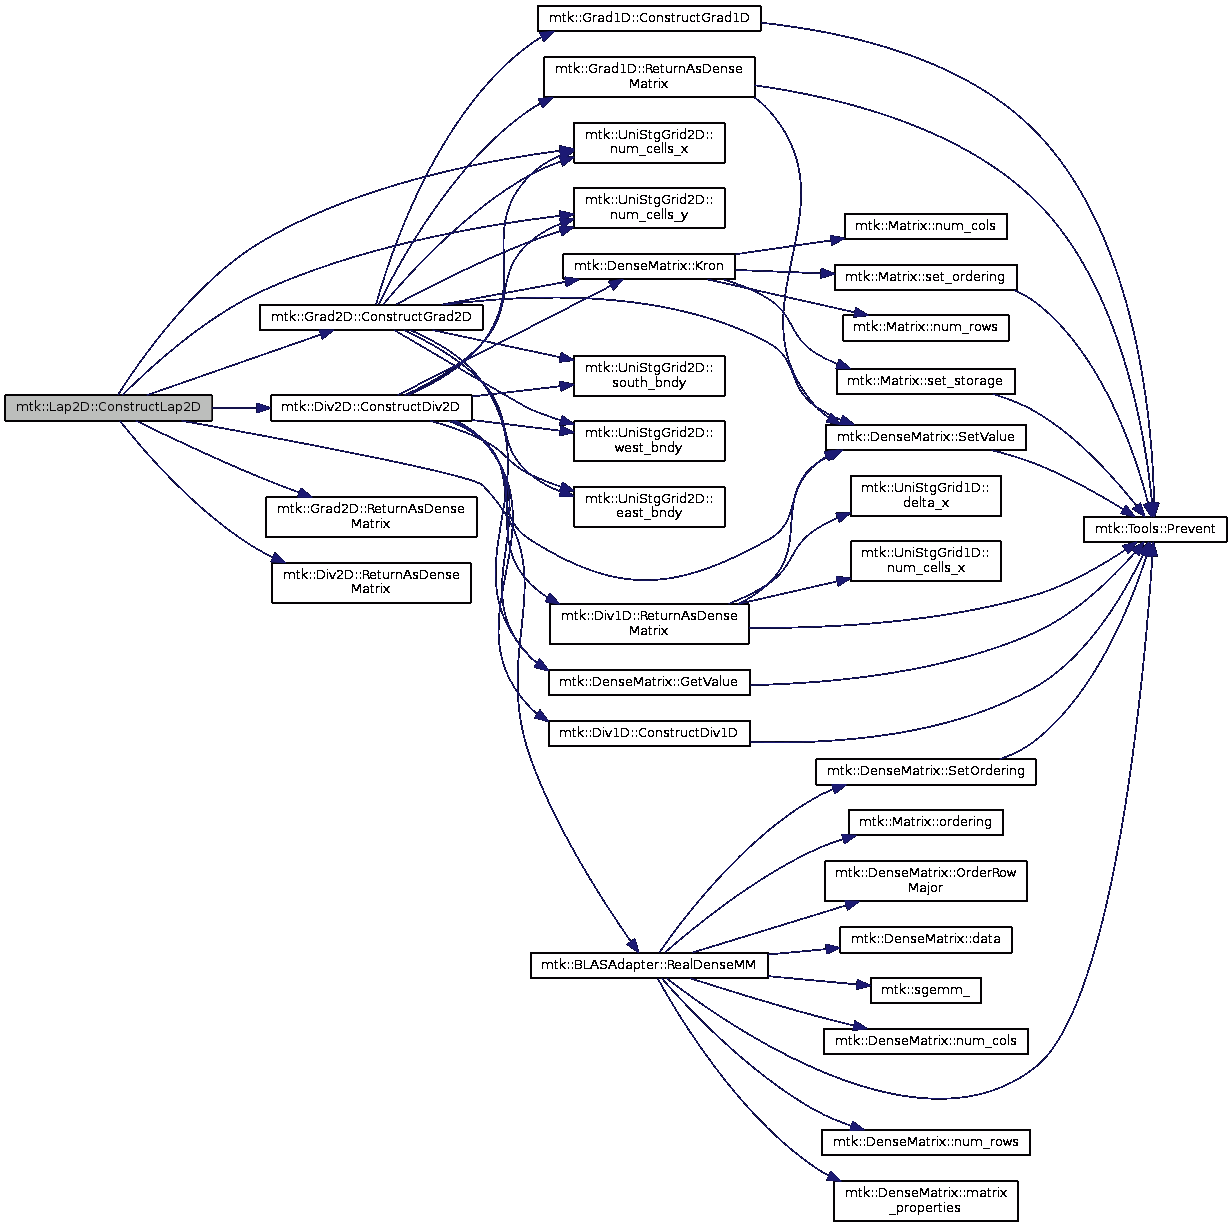 mtk::Grad1D::ConstructGrad1D
mtk::Grad1D::ReturnAsDense
Matrix
mtk::UniStgGrid2D::
num_cells_x
mtk::UniStgGrid2D::
num_cells_y
mtk::Matrix::num_cols
mtk::DenseMatrix::Kron
mtk::Matrix::set_ordering
mtk::Grad2D::ConstructGrad2D
mtk::Matrix::num_rows
mtk::UniStgGrid2D::
south_bndy
mtk::Matrix::set_storage
mtk::Lap2D::ConstructLap2D
mtk::Div2D::ConstructDiv2D
mtk::UniStgGrid2D::
west_bndy
mtk::DenseMatrix::SetValue
mtk::UniStgGrid2D::
east_bndy
mtk::UniStgGrid1D::
delta_x
mtk::Grad2D::ReturnAsDense
Matrix
mtk::Tools::Prevent
mtk::UniStgGrid1D::
num_cells_x
mtk::Div2D::ReturnAsDense
Matrix
mtk::Div1D::ReturnAsDense
Matrix
mtk::DenseMatrix::GetValue
mtk::Div1D::ConstructDiv1D
mtk::DenseMatrix::SetOrdering
mtk::Matrix::ordering
mtk::DenseMatrix::OrderRow
Major
mtk::DenseMatrix::data
mtk::BLASAdapter::RealDenseMM
mtk::sgemm_
mtk::DenseMatrix::num_cols
mtk::DenseMatrix::num_rows
mtk::DenseMatrix::matrix
_properties